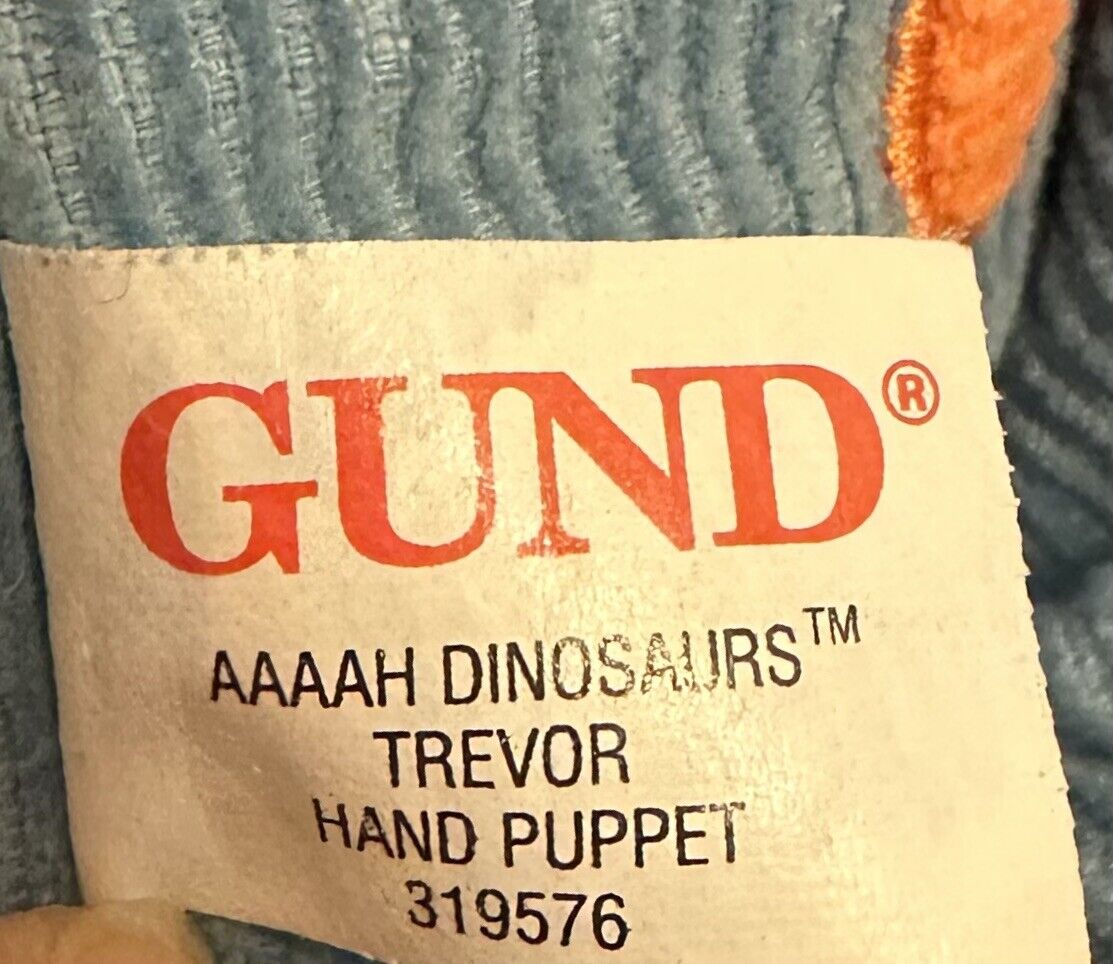 GUND®
AAAAH DINOSAURS™
TREVOR
HAND PUPPET
319576